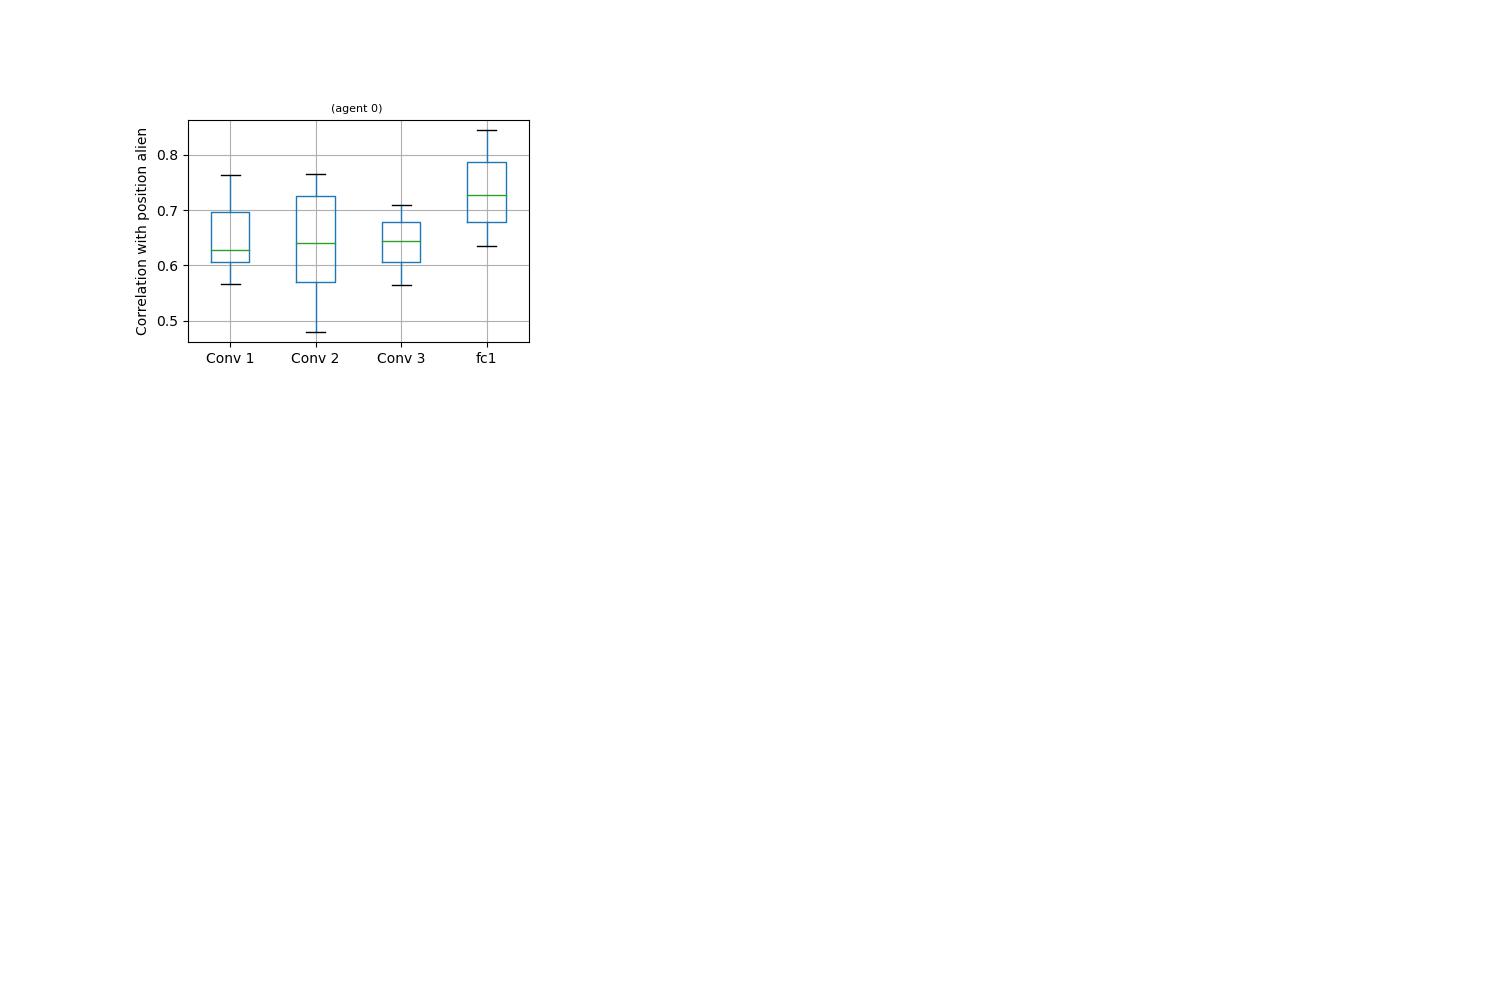 (agent 0)
Correlation with position alien
0.8
0.7
0.6
0.5
Conv 1 Conv 2 Conv 3 fc1